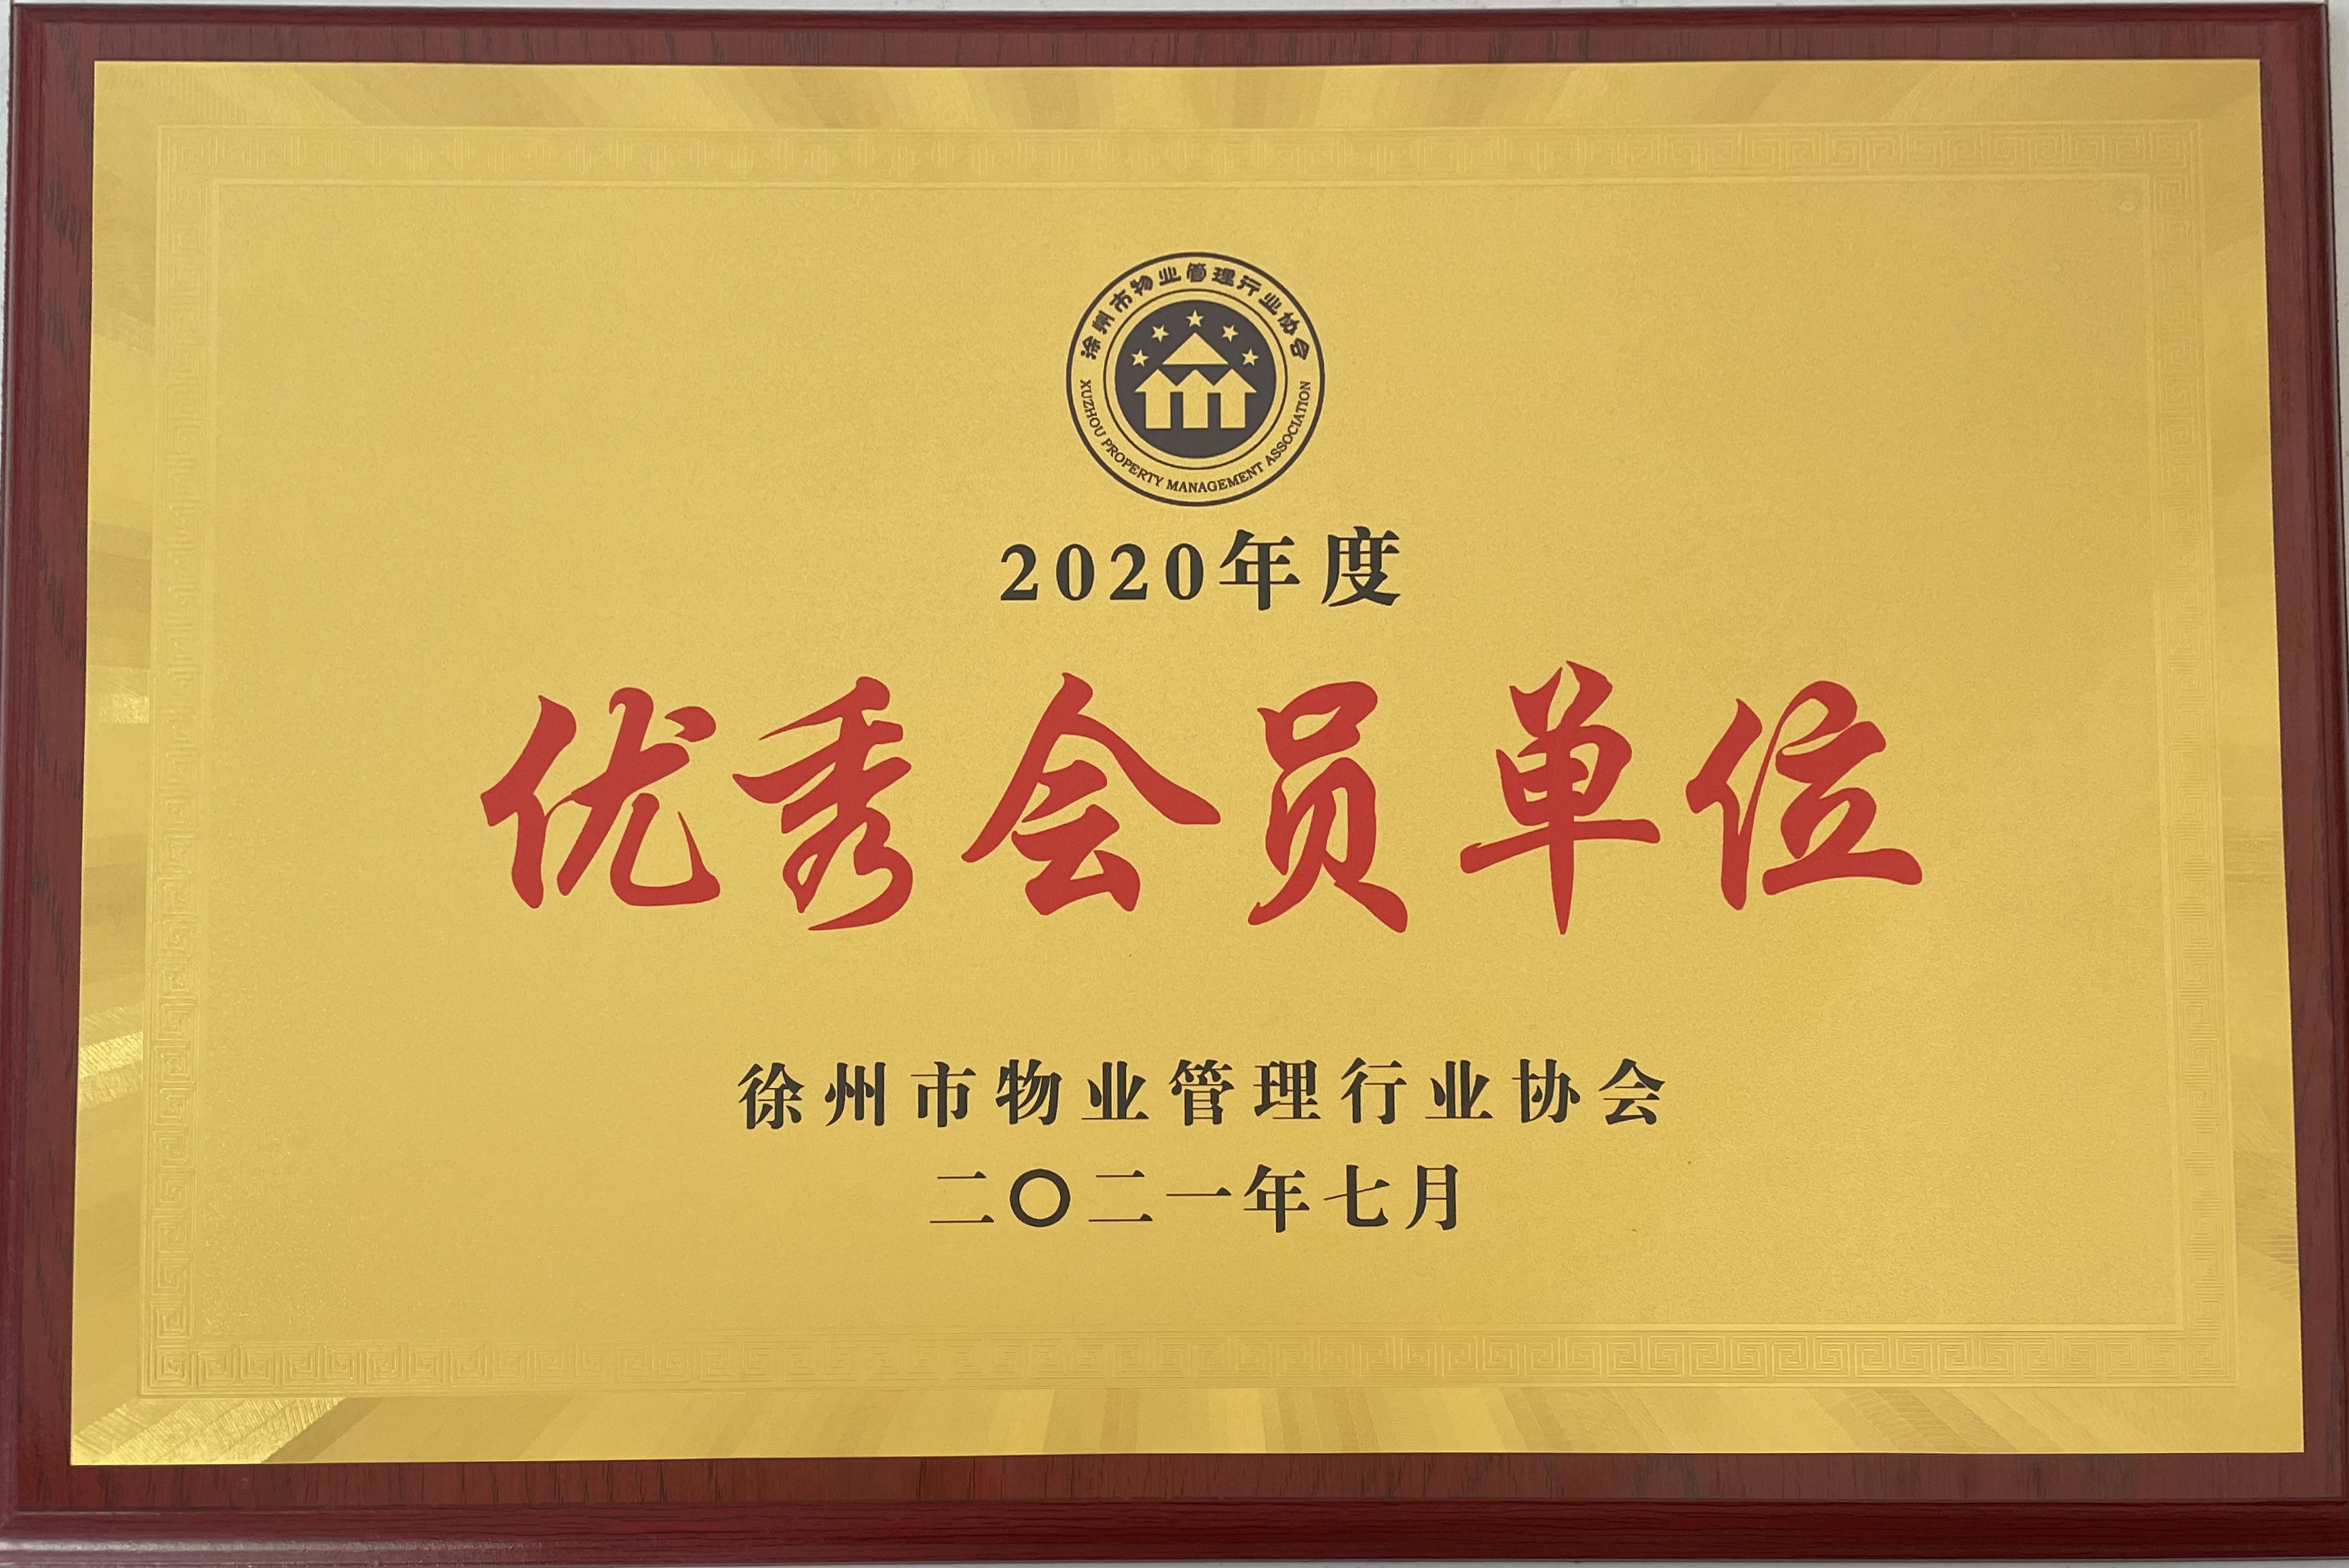 徐州市物业管理行业协会
XUZHOU PROPERTY MANAGEMENT ASSOCIATION
2020年度
优秀会员单位
徐州市物业管理行业协会
二〇二一年七月